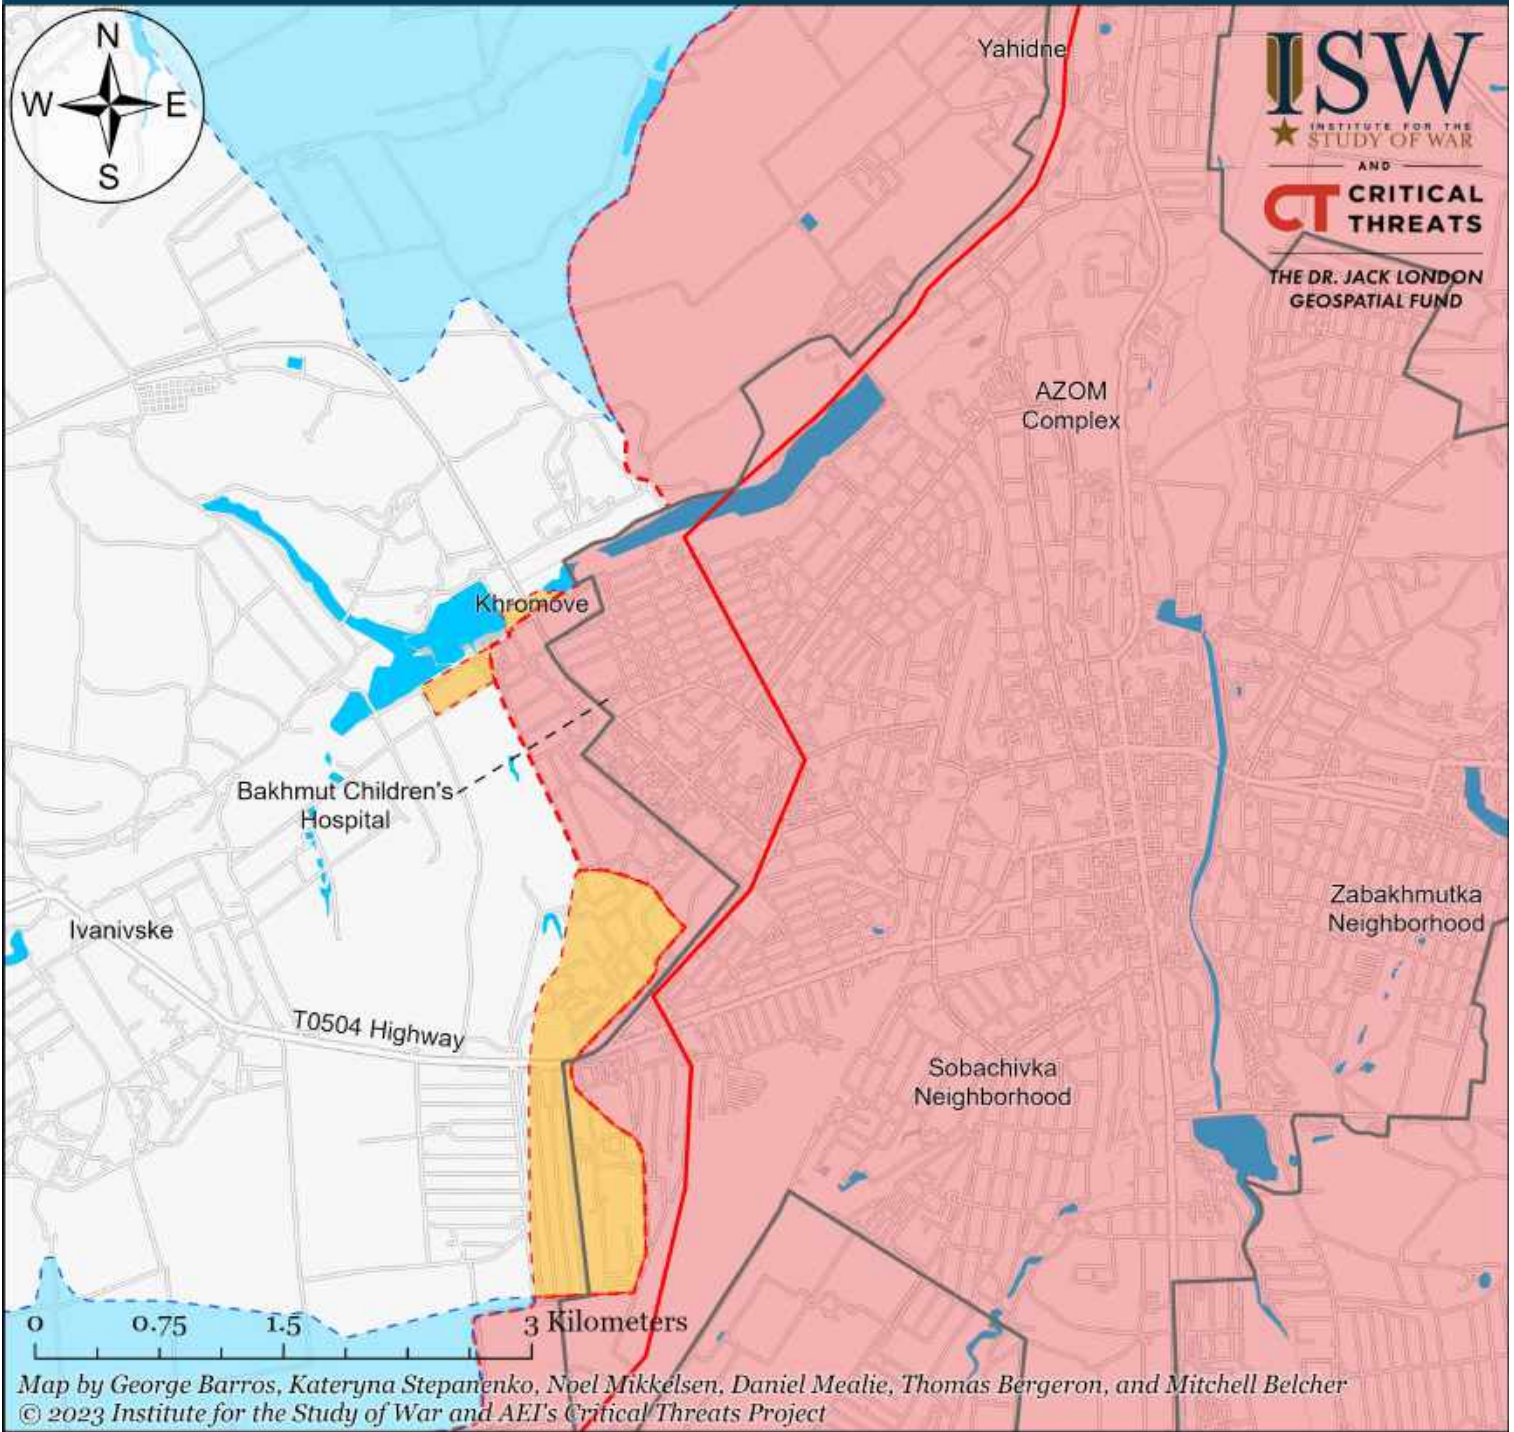 N
W
E
S
Yahidne
ISW
INSTITUTE FOR THE
STUDY OF WAR
AND
CT CRITICAL
THREATS
THE DR. JACK LONDON
GEOSPATIAL FUND
AZOM
Complex
Khromove
Bakhmut Children's
Hospital
Ivanivske
Zabakhmutka
Neighborhood
T0504 Highway
Sobachivka
Neighborhood
0 0.75 1.5 3 Kilometers
Map by George Barros, Kateryna Stepanenko, Noel Mikkelsen, Daniel Mealie, Thomas Bergeron, and Mitchell Belcher
© 2023 Institute for the Study of War and AEI's Critical Threats Project